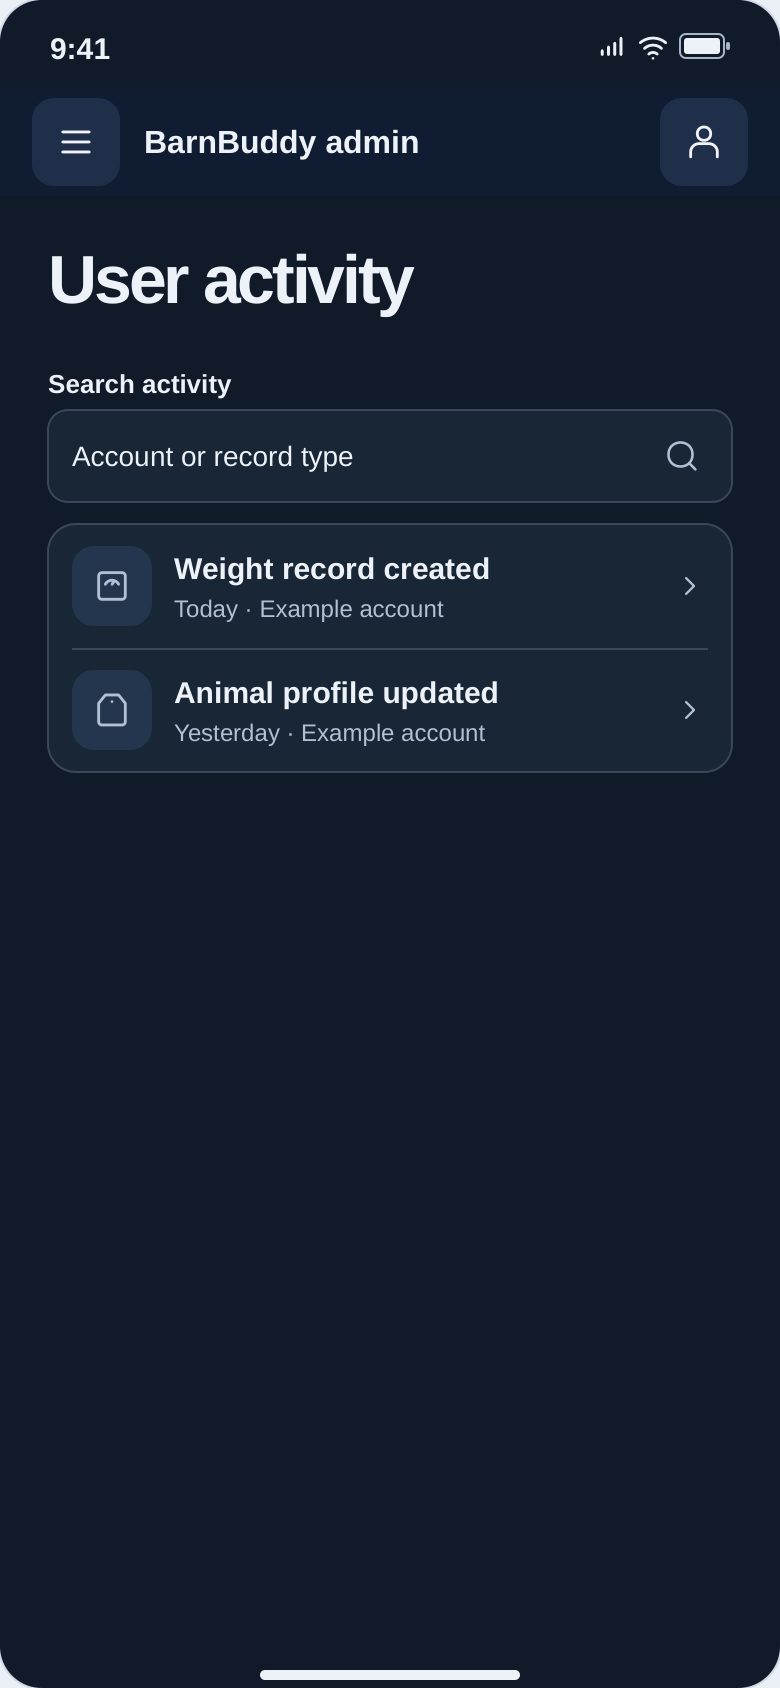 9:41
BarnBuddy admin
User activity
Search activity
Account or record type
Weight record created
Today · Example account
Animal profile updated
Yesterday · Example account